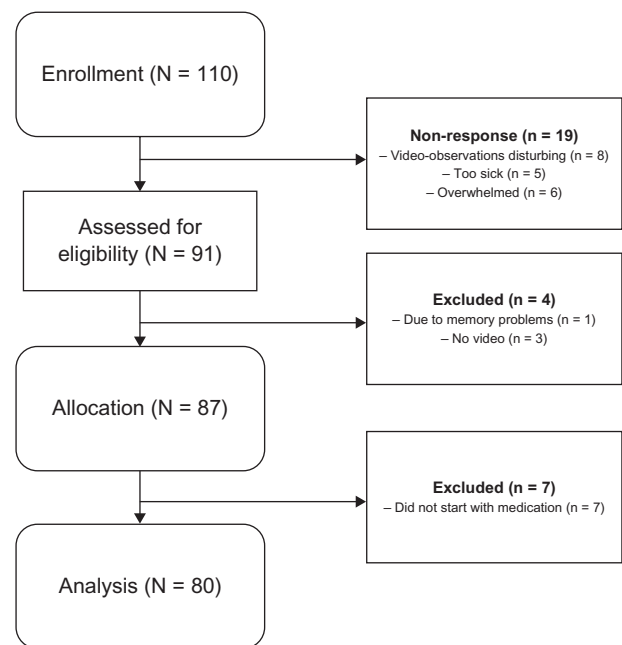 Enrollment (N = 110)
Non-response (n = 19)
– Video-observations disturbing (n = 8)
– Too sick (n = 5)
– Overwhelmed (n = 6)
Assessed for
eligibility (N = 91)
Excluded (n = 4)
– Due to memory problems (n = 1)
– No video (n = 3)
Allocation (N = 87)
Excluded (n = 7)
– Did not start with medication (n = 7)
Analysis (N = 80)